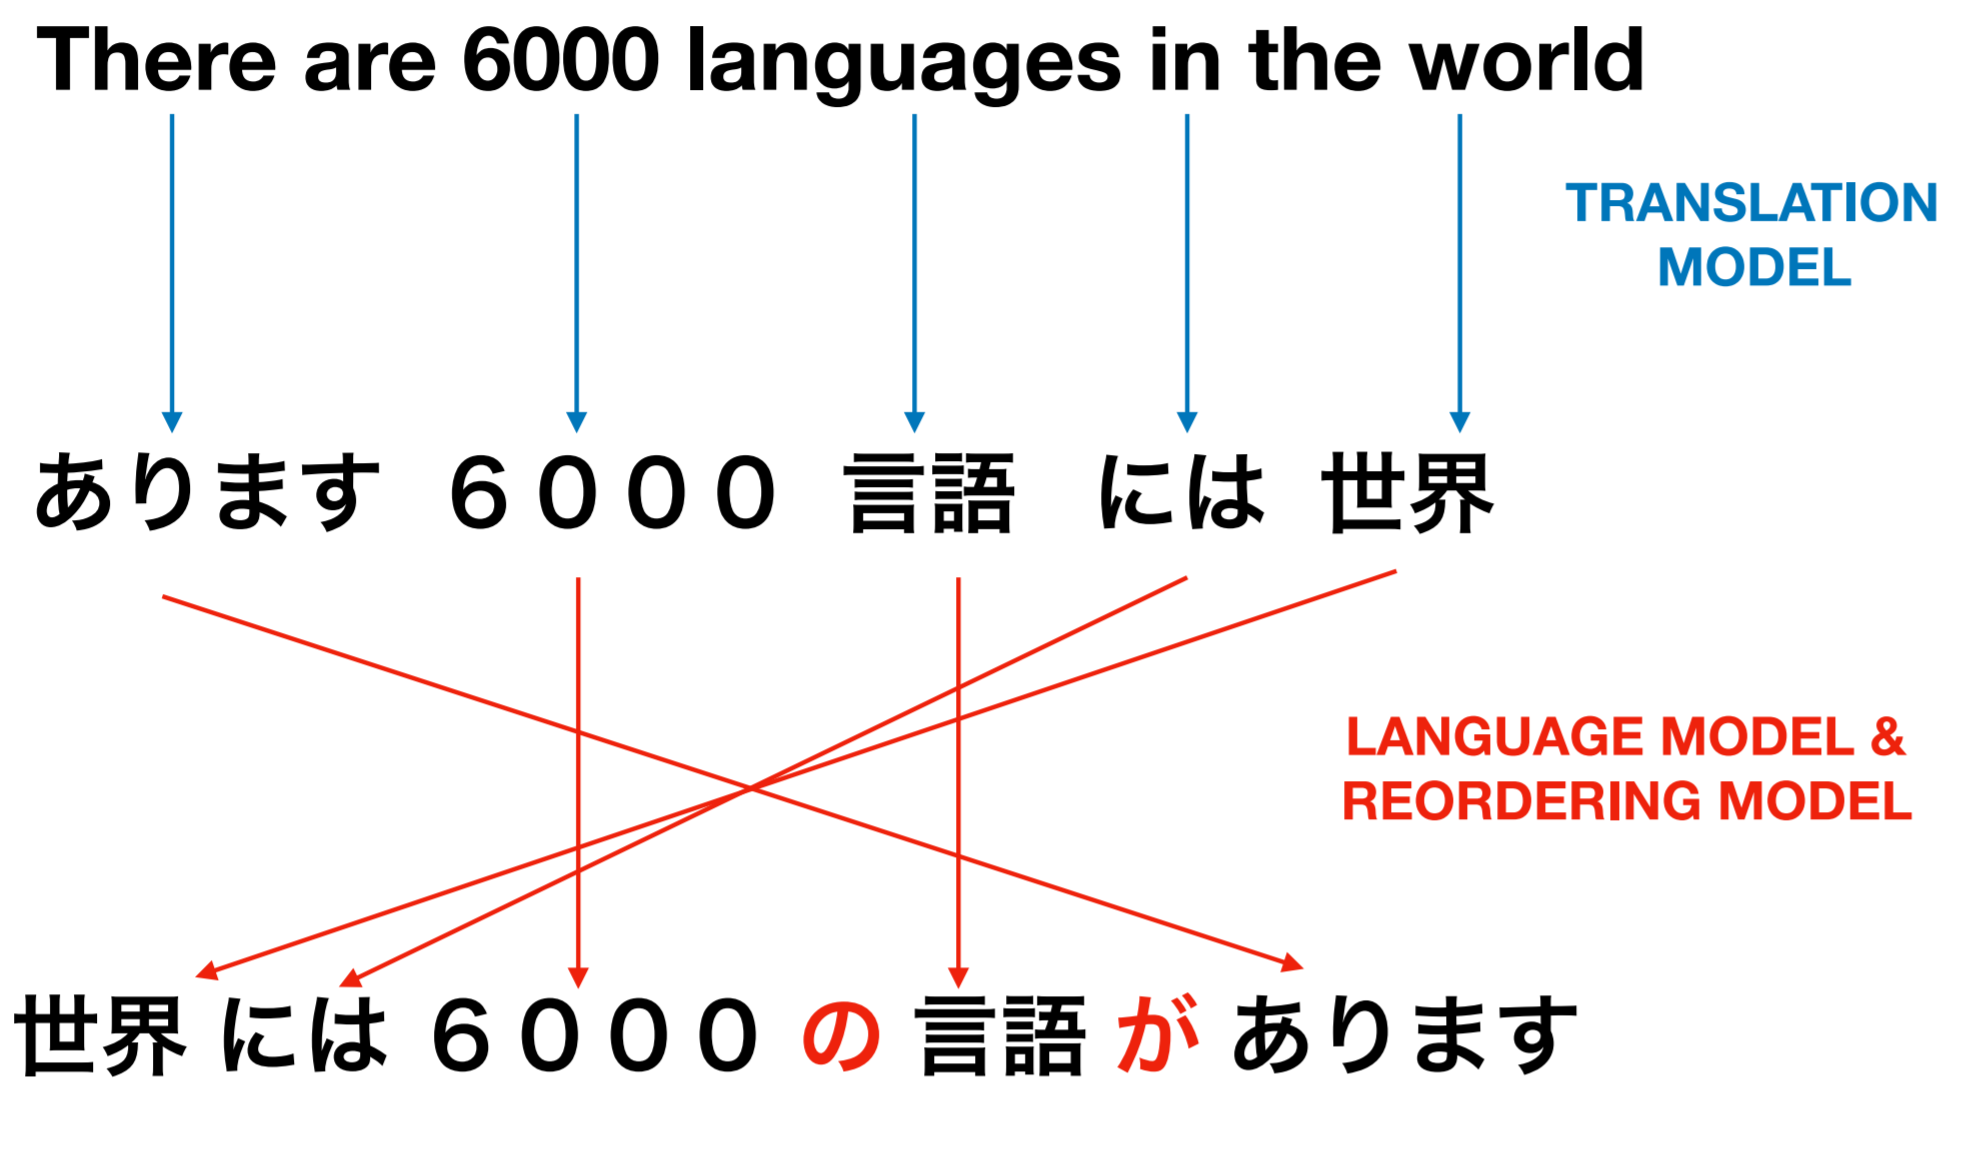 There are 6000 languages in the world
TRANSLATION
MODEL
あります ６０００ 言語 には 世界
LANGUAGE MODEL &
REORDERING MODEL
世界 には ６０００ の 言語 が あります